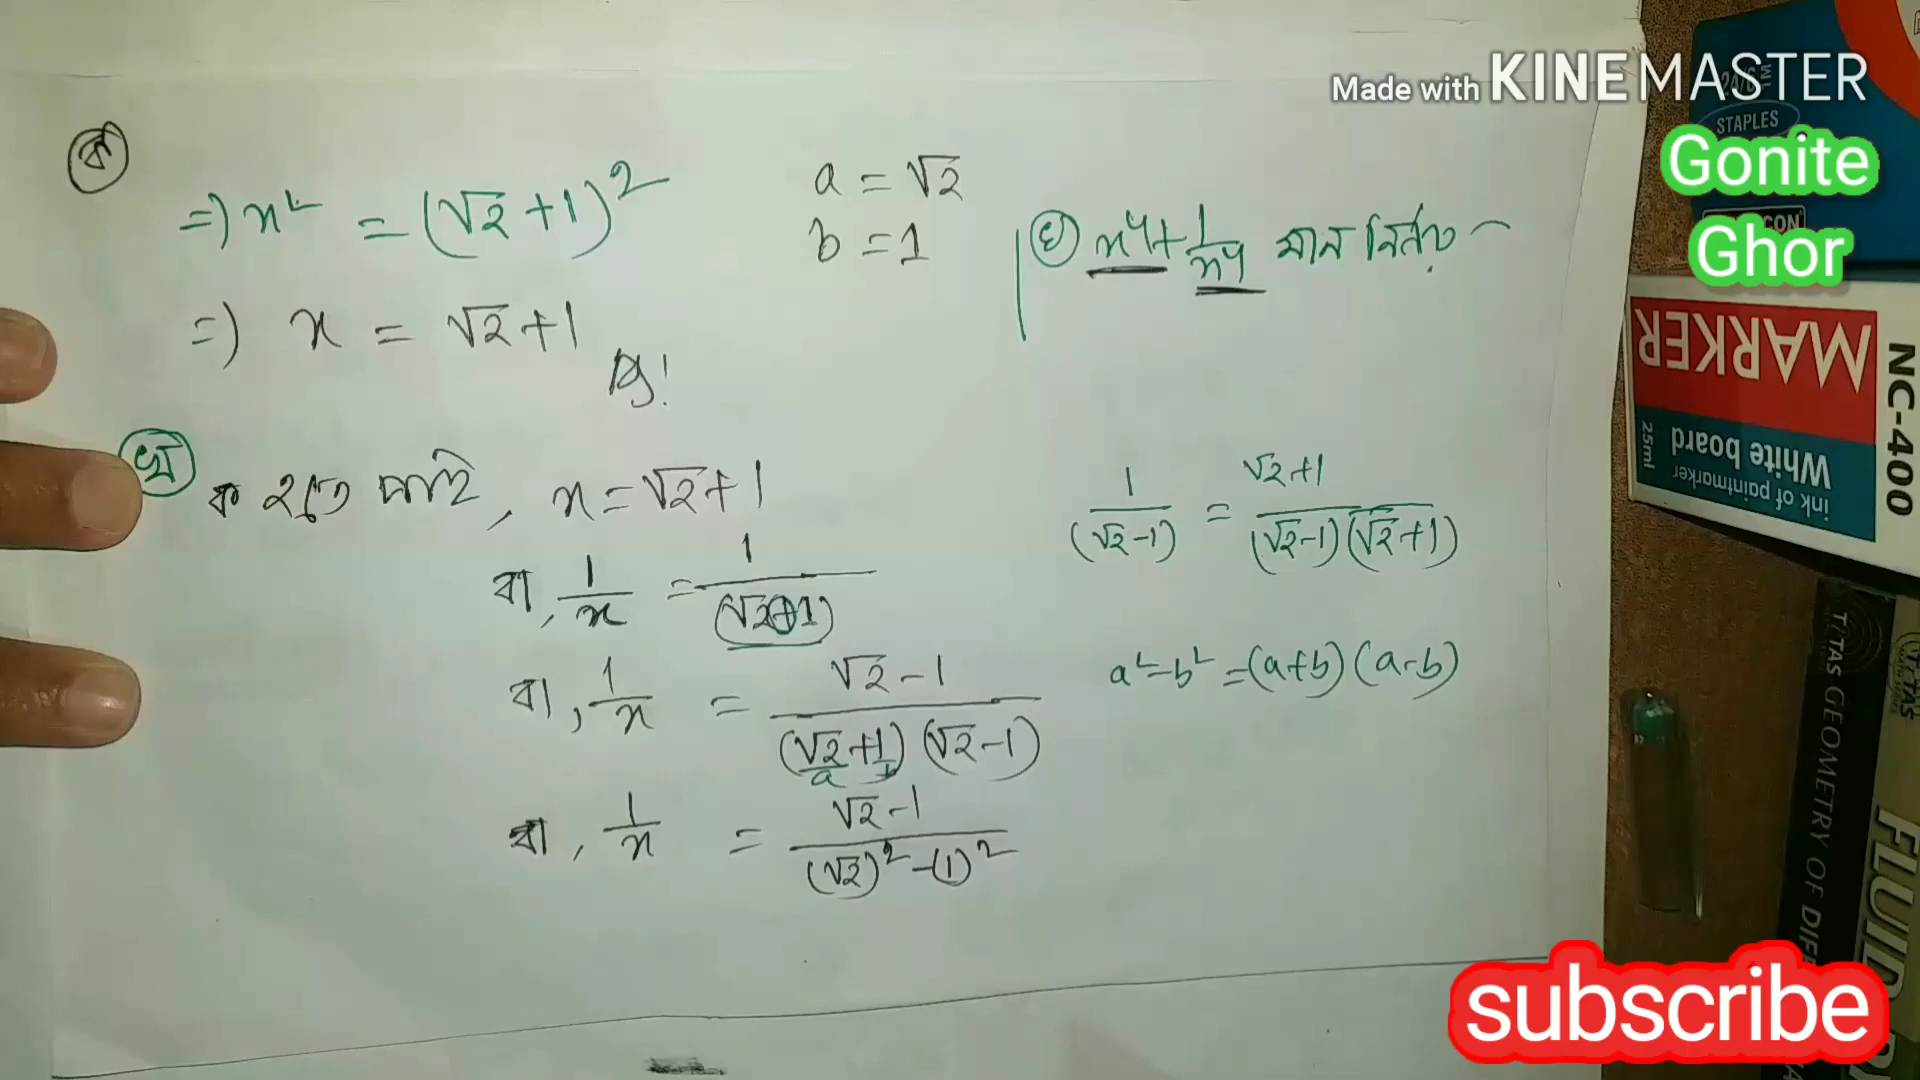 Made with KINEMASTER
Gonite
Ghor
ক
⇒ x² = (√2+1)²
a = √2
b = 1
⇒ x = √2+1
ঘ x⁴+1/x⁴ মান নির্ণয়
খ
ক হতে পাই, x = √2+1
বা, 1/x = 1/(√2+1)
বা, 1/x = √2-1/(√2+1)(√2-1)
a
বা, 1/x = √2-1/(√2)²-(1)²
1/(√2-1) = √2+1/(√2-1)(√2+1)
a²-b² = (a+b)(a-b)
STAPLES
MARKER
White board
ink of paintmarker
25ml
NC-400
TITAS GEOMETRY OF DIF
TITAS
FLUID
subscribe